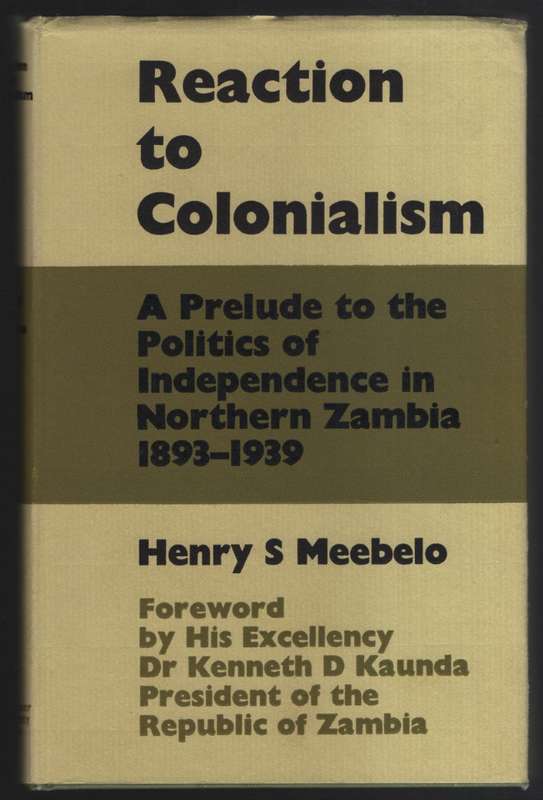 Reaction
to
Colonialism
A Prelude to the
Politics of
Independence in
Northern Zambia
1893–1939
Henry S Meebelo
Foreword
by His Excellency
Dr Kenneth D Kaunda
President of the
Republic of Zambia